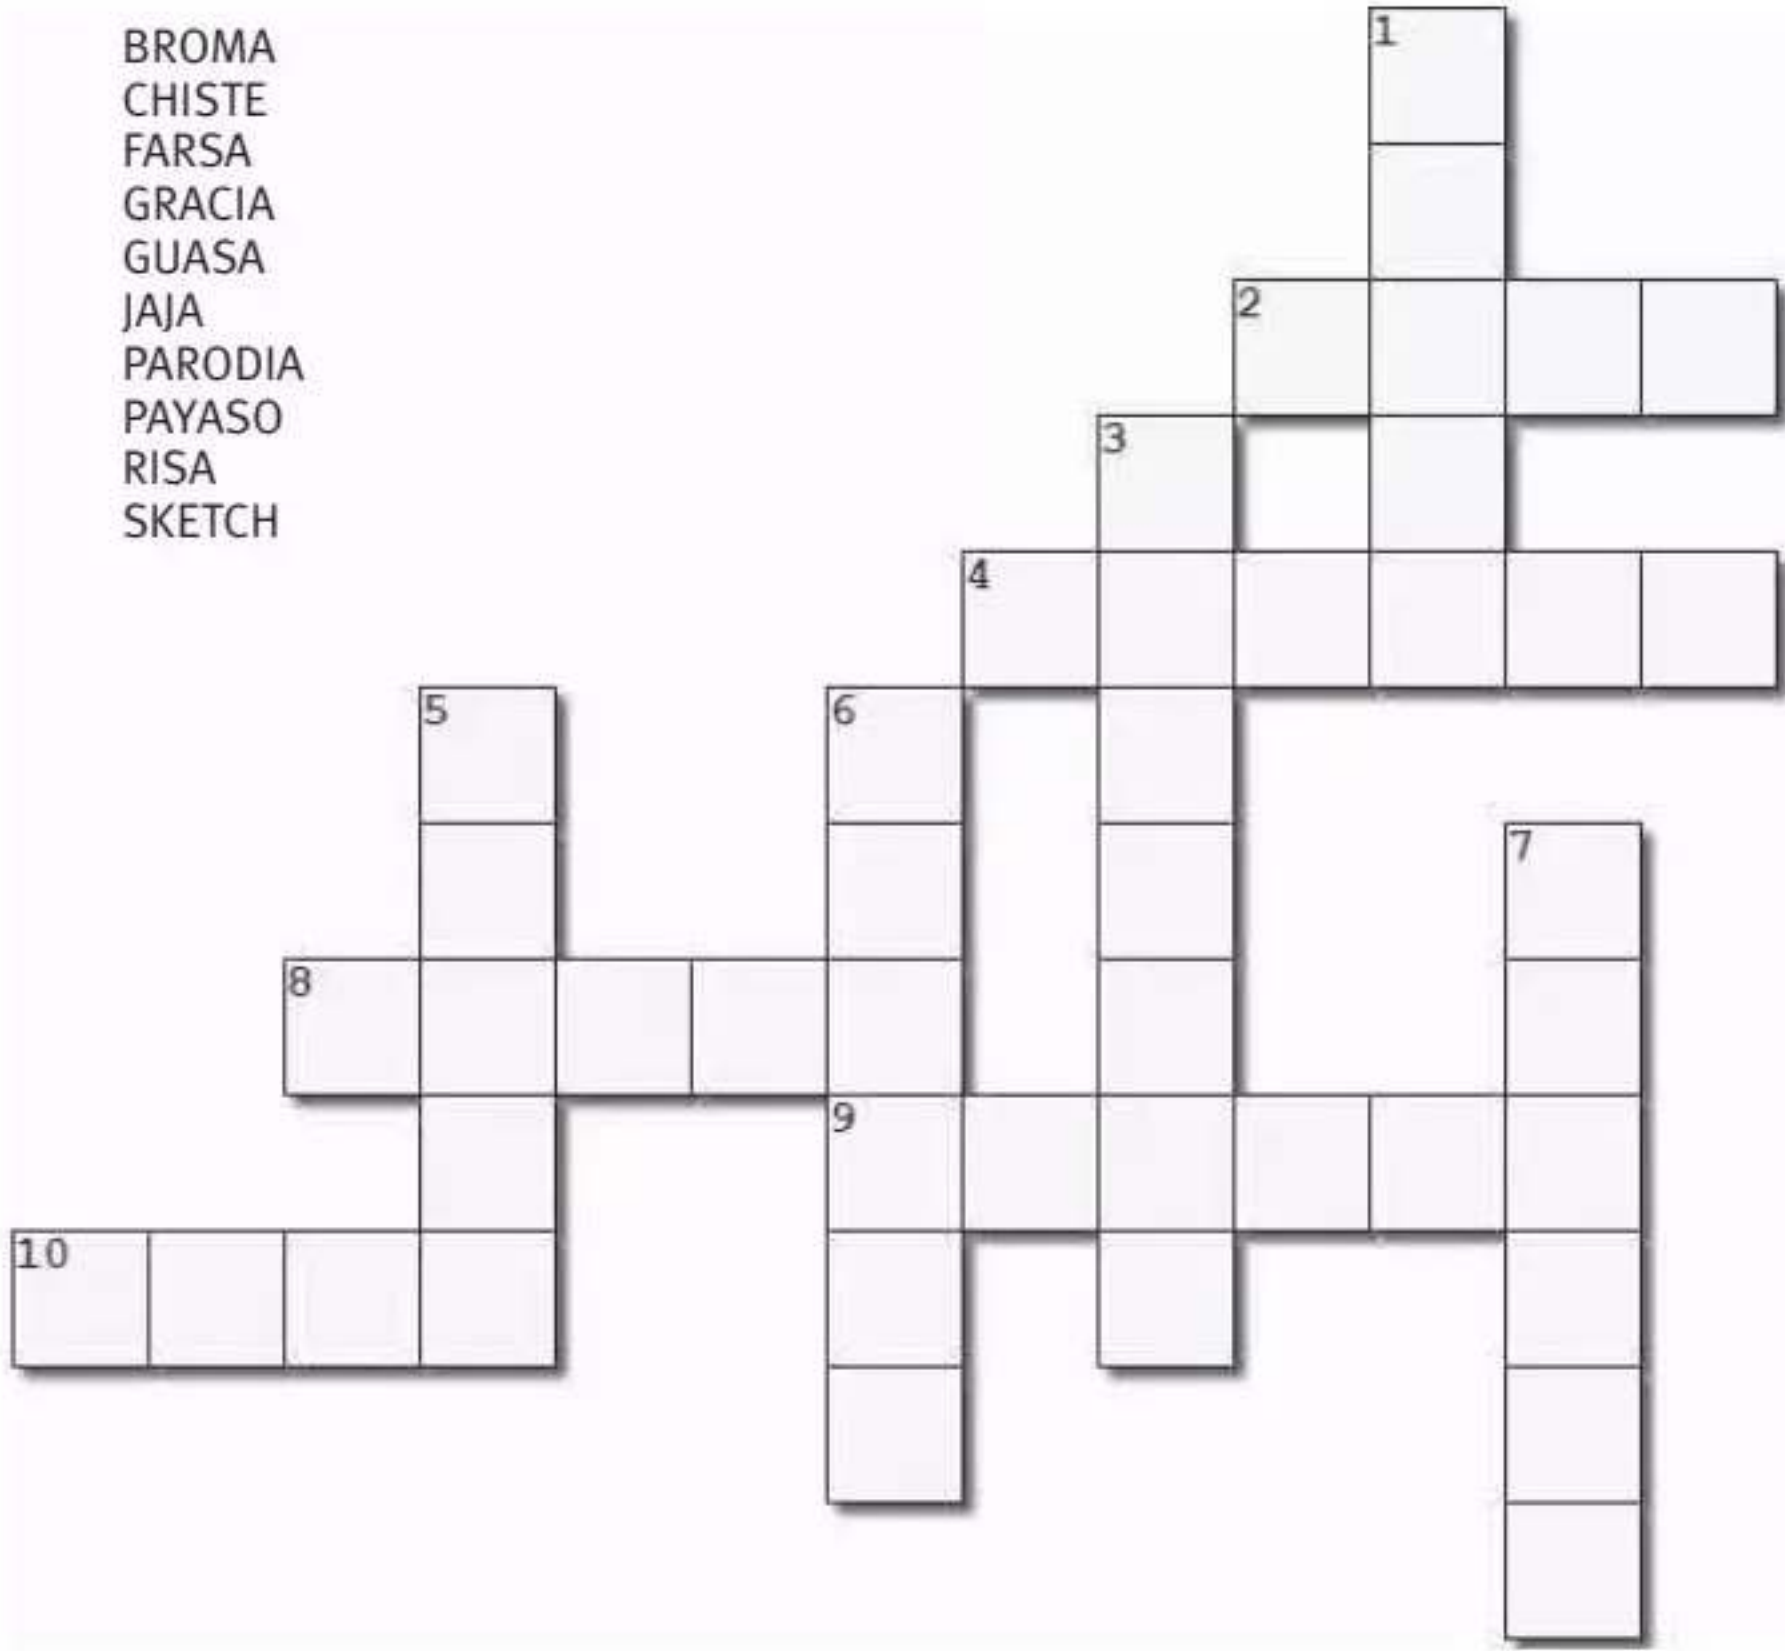 BROMA
CHISTE
FARSA
GRACIA
GUASA
JAJA
PARODIA
PAYASO
RISA
SKETCH
1
2
3
4
5
6
7
8
9
10